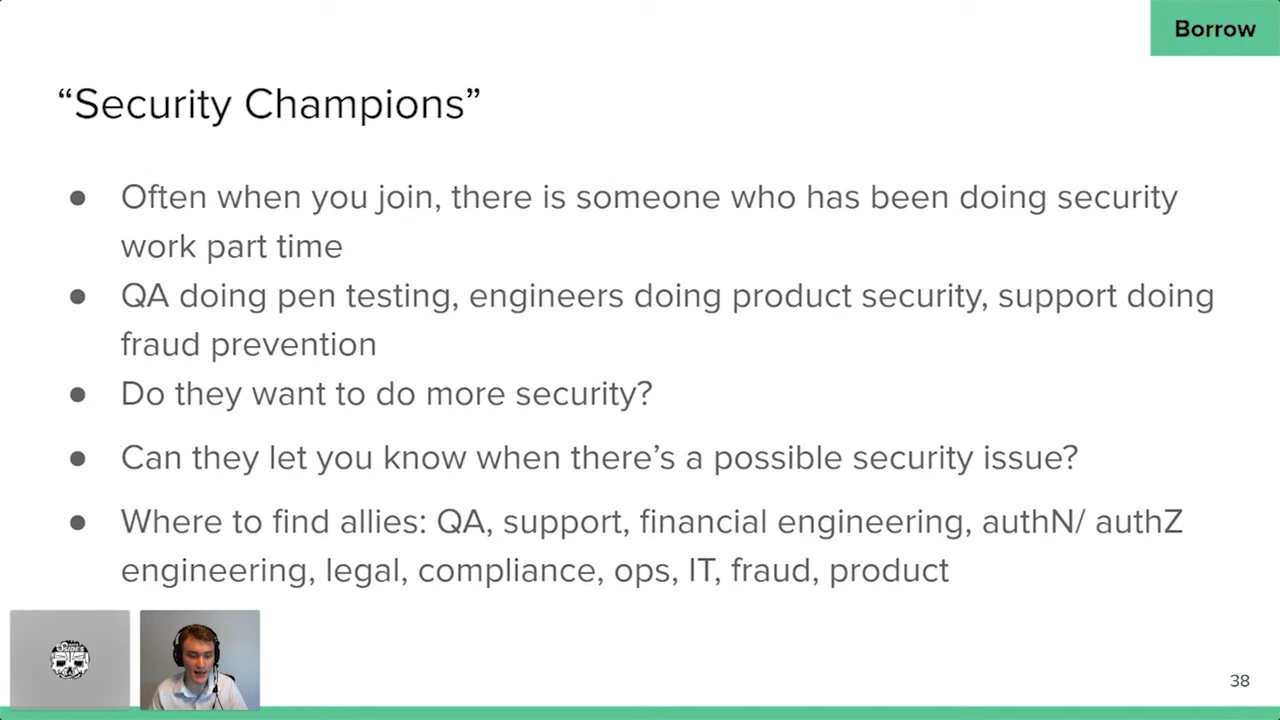 Borrow
“Security Champions”
● Often when you join, there is someone who has been doing security
work part time
● QA doing pen testing, engineers doing product security, support doing
fraud prevention
● Do they want to do more security?
● Can they let you know when there’s a possible security issue?
● Where to find allies: QA, support, financial engineering, authN/ authZ
engineering, legal, compliance, ops, IT, fraud, product
38